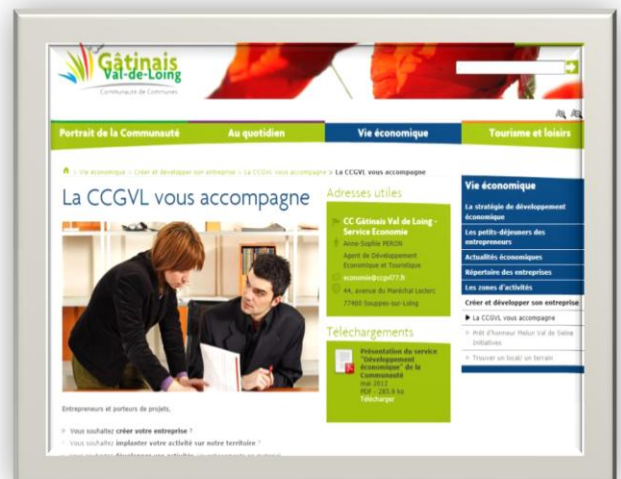 Gâtinais
Val-de-Loing
Communauté de Communes
Portrait de la Communauté
Au quotidien
Vie économique
Tourisme et loisirs
> Vie économique > Créer et développer son entreprise > La CCGVL vous accompagne > La CCGVL vous accompagne
La CCGVL vous accompagne
Entrepreneurs et porteurs de projets,
Vous souhaitez créer votre entreprise ?
Vous souhaitez implanter votre activité sur notre territoire ?
Adresses utiles
CC Gâtinais Val de Loing -
Service Economie
Anne-Sophie PERON
Agent de Développement
Economique et Touristique
44, avenue du Maréchal Leclerc
77460 Souppes-sur-Loing
Téléchargements
Présentation du service
"Développement
économique" de la
Communauté
mai 2012
PDF - 285.9 ko
Télécharger
Vie économique
La stratégie de développement
économique
Les petits-déjeuners des
entrepreneurs
Actualités économiques
Répertoire des entreprises
Les zones d'activités
Créer et développer son entreprise
La CCGVL vous accompagne
Prêt d'honneur Melun Val de Seine
Initiatives
Trouver un local/ un terrain